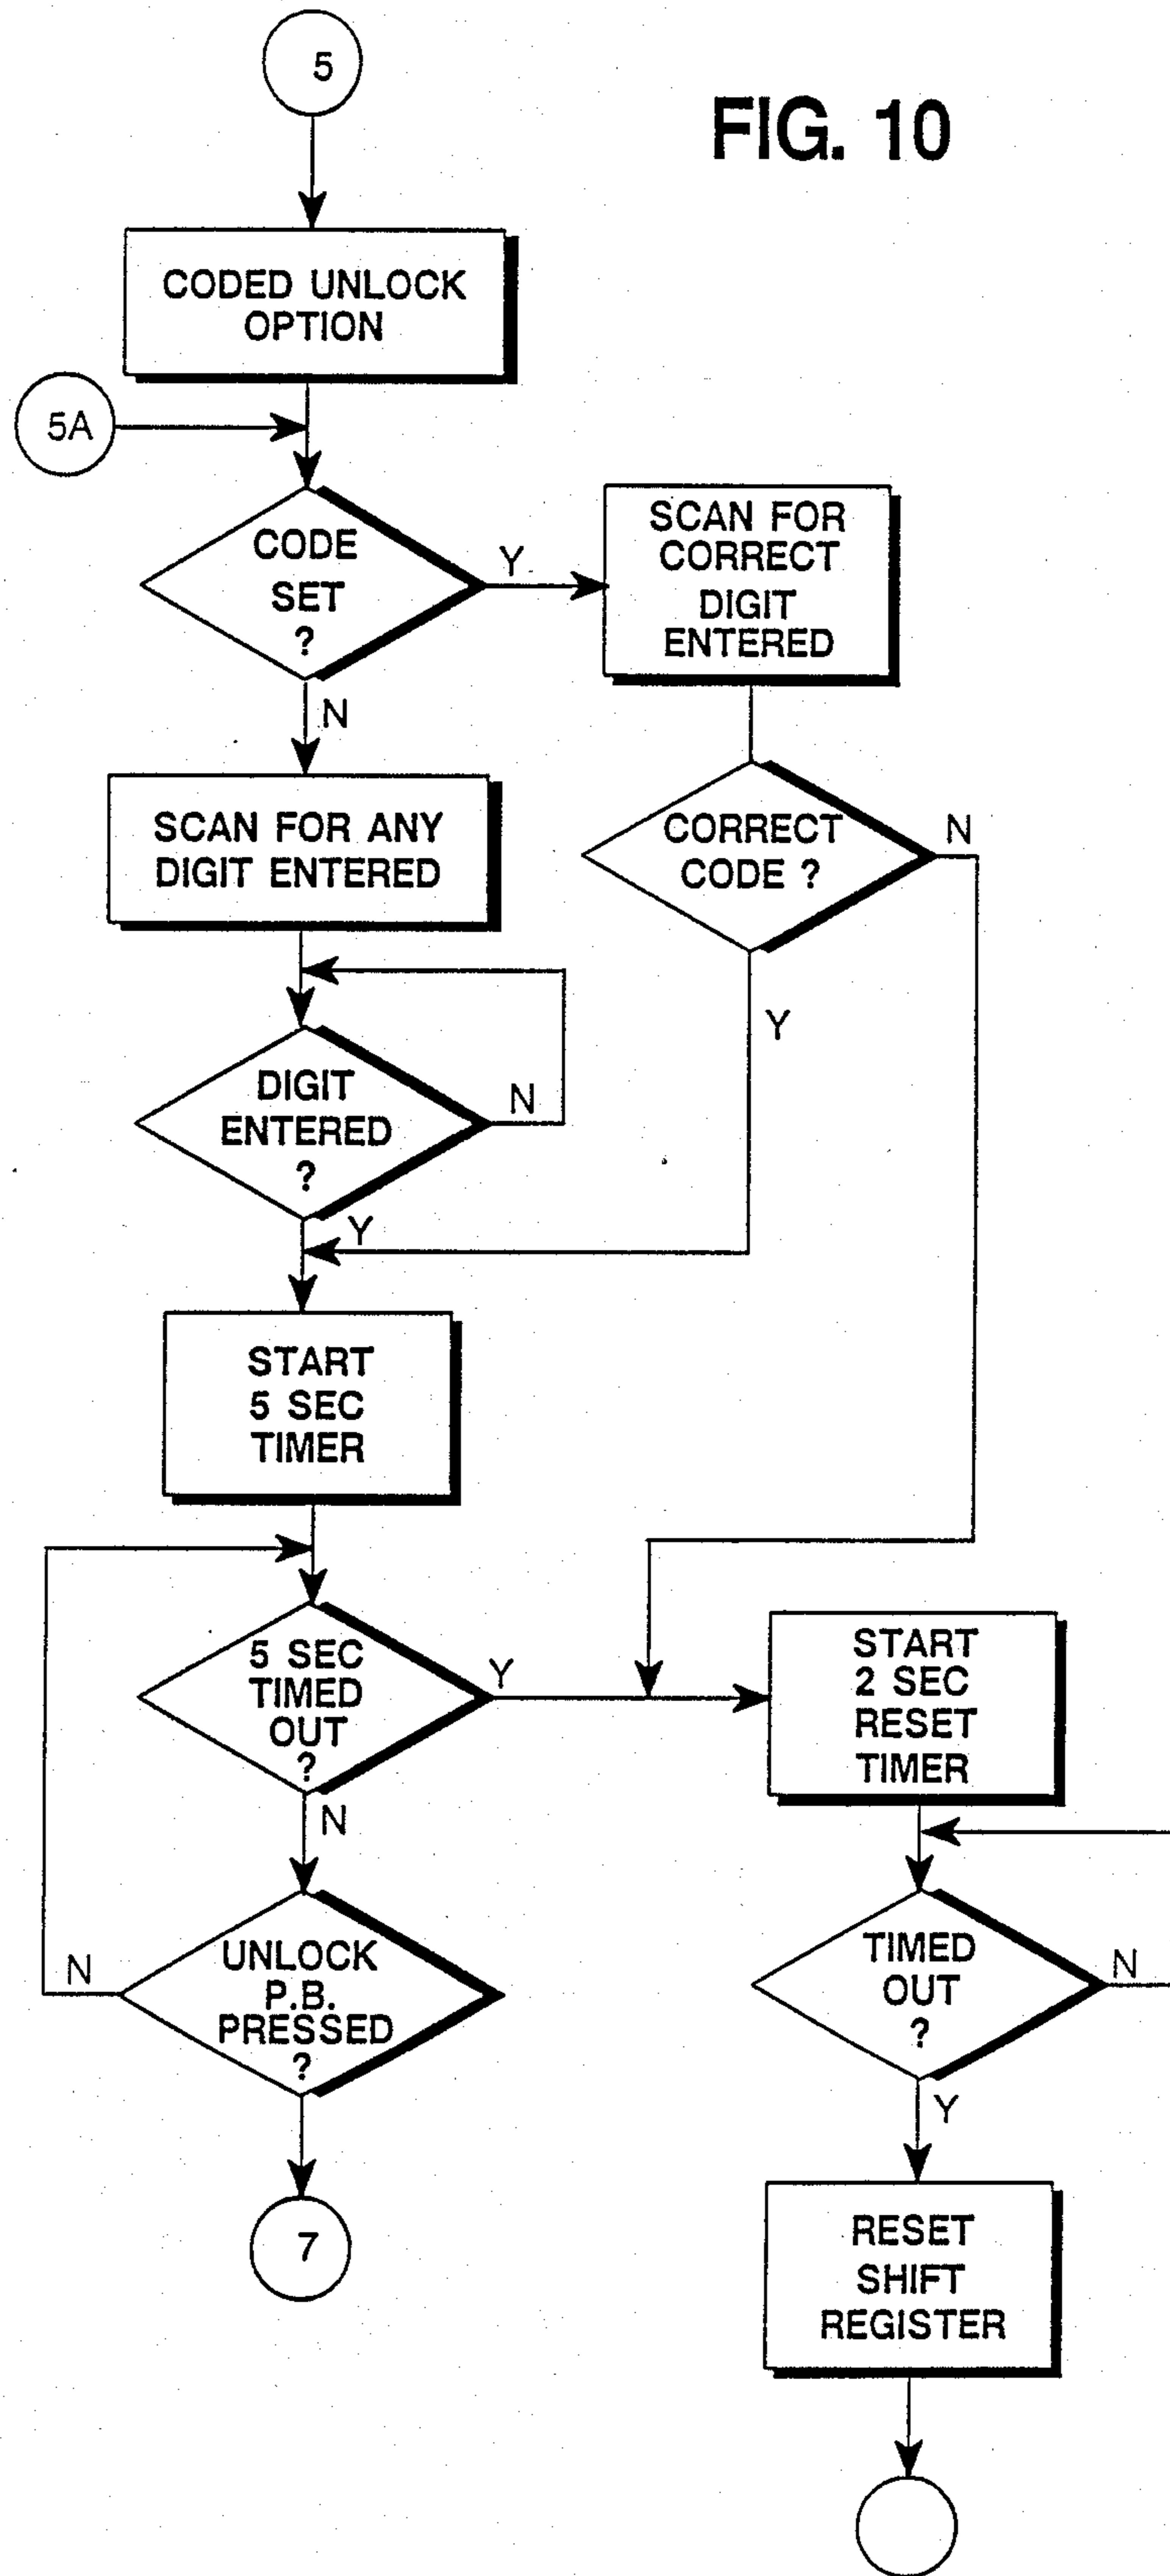 5
FIG. 10
CODED UNLOCK
OPTION
5A
CODE
SET
?
Y
N
SCAN FOR
CORRECT
DIGIT
ENTERED
SCAN FOR ANY
DIGIT ENTERED
CORRECT
CODE ?
N
Y
DIGIT
ENTERED
?
N
Y
START
5 SEC
TIMER
5 SEC
TIMED
OUT
?
Y
N
START
2 SEC
RESET
TIMER
UNLOCK
P.B.
PRESSED
?
N
TIMED
OUT
?
N
Y
7
RESET
SHIFT
REGISTER